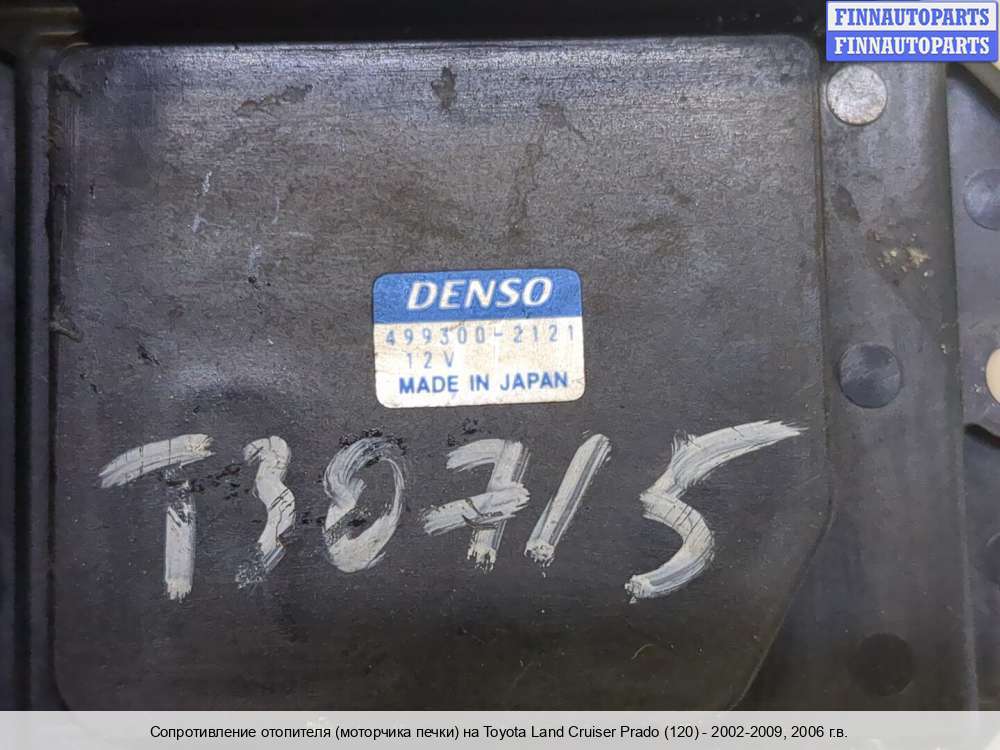 FINNAUTOPARTS
FINNAUTOPARTS
DENSO
499300-2121
12V
MADE IN JAPAN
T30715
Сопротивление отопителя (моторчика печки) на Toyota Land Cruiser Prado (120) - 2002-2009, 2006 г.в.